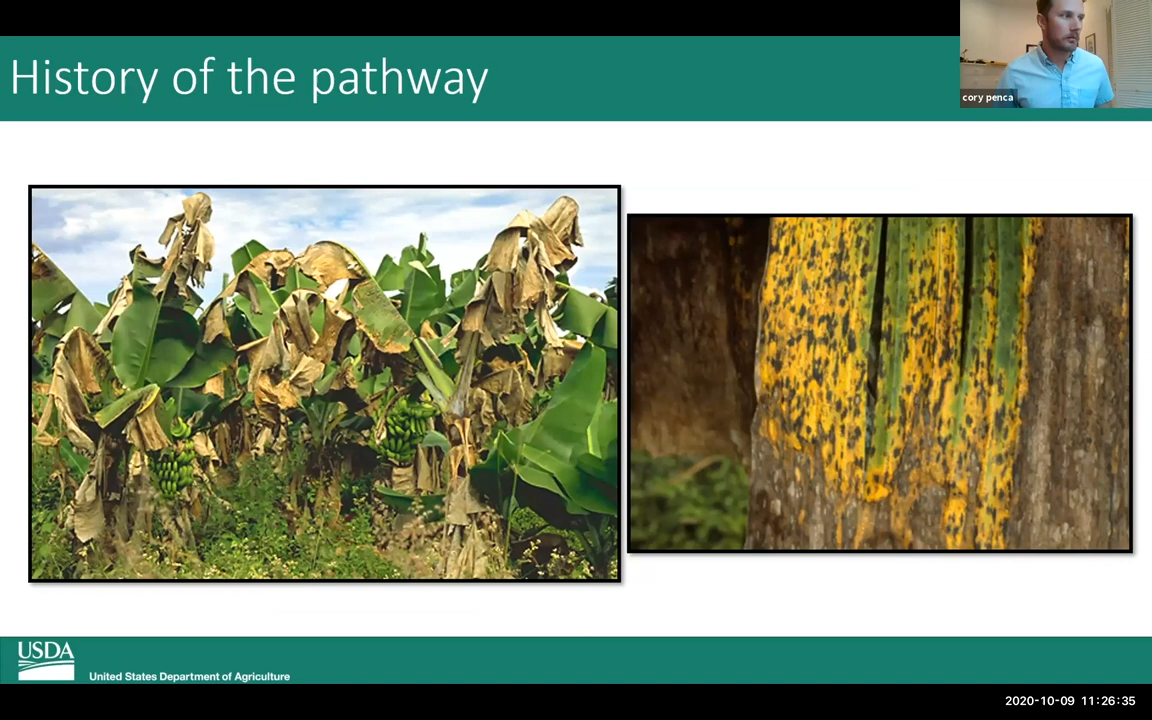 History of the pathway
cory penca
USDA
United States Department of Agriculture
2020-10-09 11:26:35